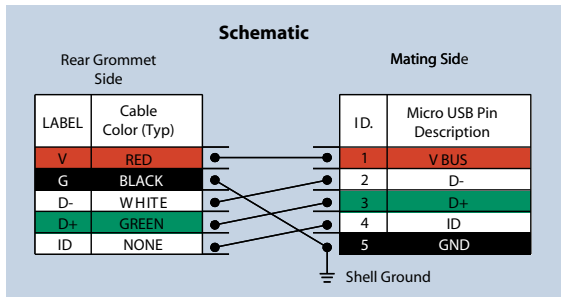 Schematic
Rear Grommet
Side
Mating Side
LABEL
Cable
Color (Typ)
ID.
Micro USB Pin
Description
V RED 1 V BUS
G BLACK 2 D-
D- WHITE 3 D+
D+ GREEN 4 ID
ID NONE 5 GND
Shell Ground